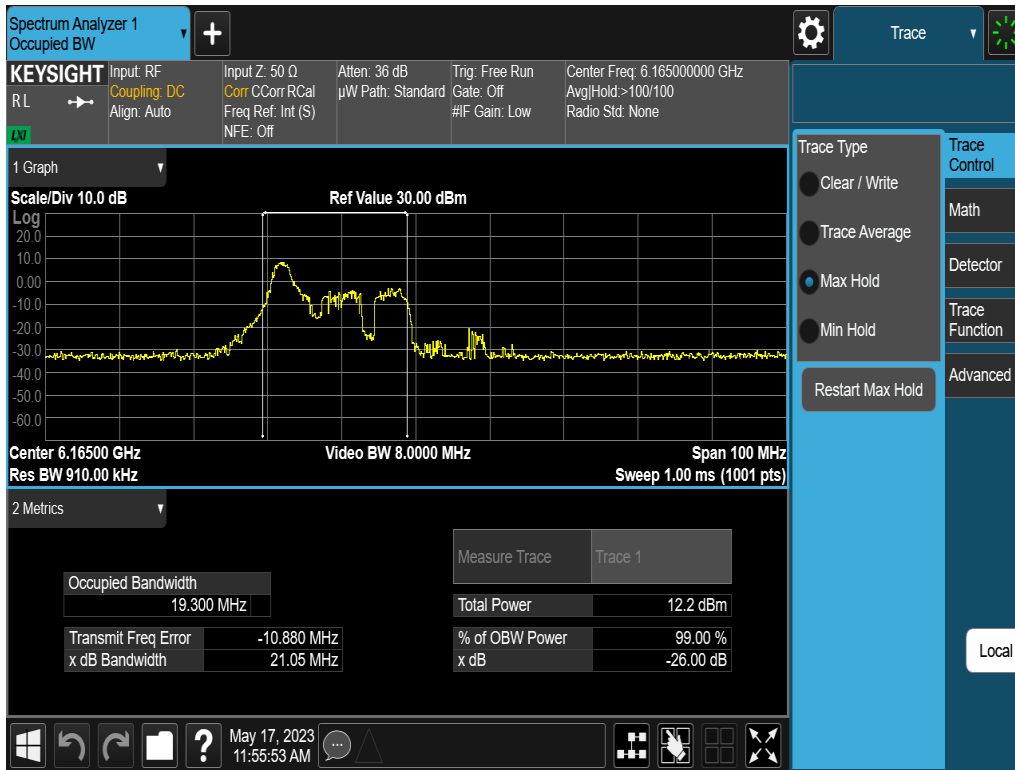 Spectrum Analyzer 1
Occupied BW
+
Trace
KEYSIGHT
RL
LXI
Input: RF
Coupling: DC
Align: Auto
Input Z: 50 Ω
Corr CCorr RCal
Freq Ref: Int (S)
NFE: Off
Atten: 36 dB
µW Path: Standard
Trig: Free Run
Gate: Off
#IF Gain: Low
Center Freq: 6.165000000 GHz
Avg|Hold:>100/100
Radio Std: None
1 Graph
Scale/Div 10.0 dB
Ref Value 30.00 dBm
Log
20.0
10.0
0.00
-10.0
-20.0
-30.0
-40.0
-50.0
-60.0
Center 6.16500 GHz
Video BW 8.0000 MHz
Span 100 MHz
Res BW 910.00 kHz
Sweep 1.00 ms (1001 pts)
2 Metrics
Measure Trace
Trace 1
Occupied Bandwidth
19.300 MHz
Total Power
12.2 dBm
Transmit Freq Error
-10.880 MHz
% of OBW Power
99.00 %
x dB Bandwidth
21.05 MHz
x dB
-26.00 dB
Trace Type
Clear / Write
Trace Average
Max Hold
Min Hold
Restart Max Hold
Trace
Control
Math
Detector
Trace
Function
Advanced
Local
?
May 17, 2023
11:55:53 AM